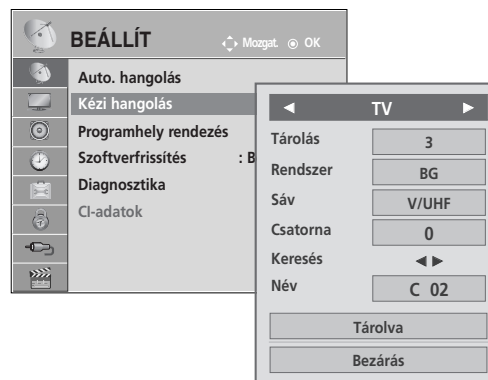 BEÁLLÍT
Mozgat. OK
Auto. hangolás
Kézi hangolás
Programhely rendezés
Szoftverfrissítés : B
Diagnosztika
CI-adatok
TV
Tárolás 3
Rendszer BG
Sáv V/UHF
Csatorna 0
Keresés
Név C 02
Tárolva
Bezárás